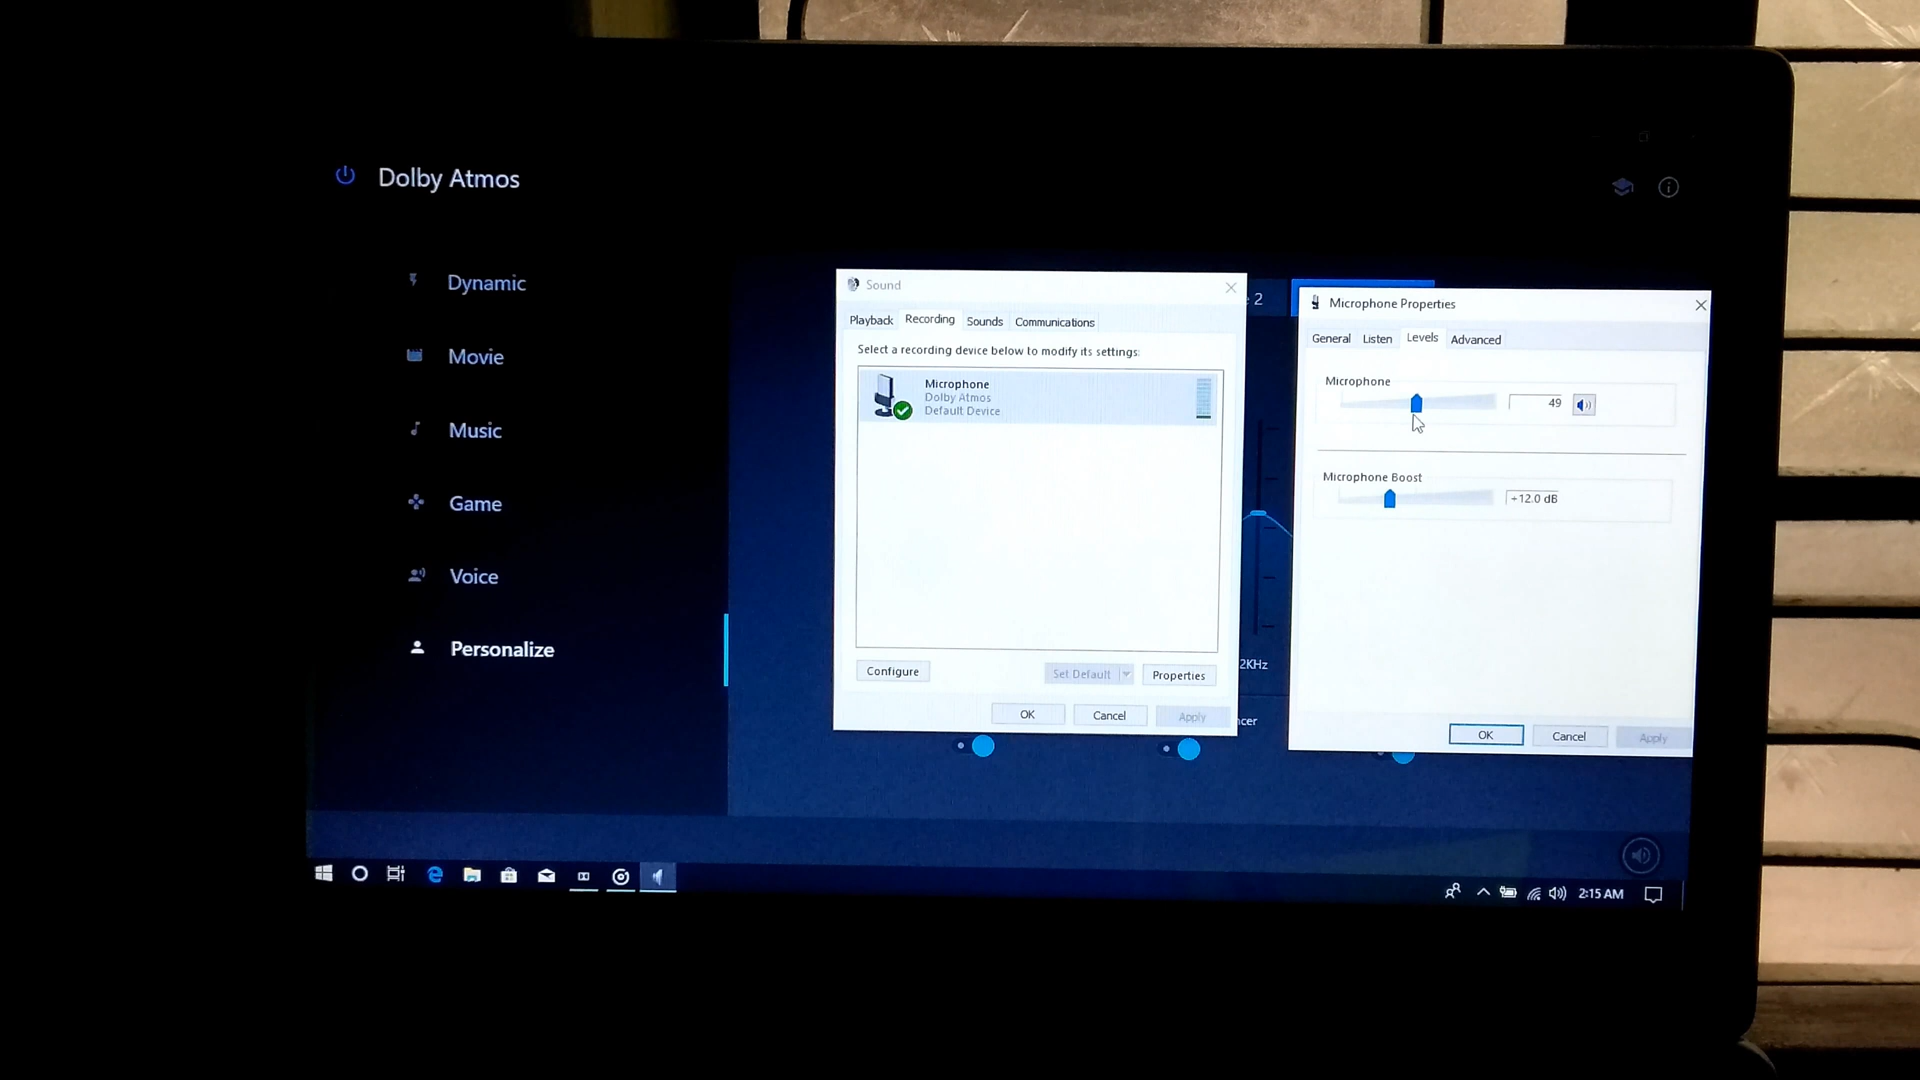 Dolby Atmos
Dynamic
Movie
Music
Game
Voice
Personalize
Sound
Playback Recording Sounds Communications
Select a recording device below to modify its settings:
Microphone
Dolby Atmos
Default Device
Configure
Set Default
Properties
OK
Cancel
Apply
2
2KHz
ncer
Microphone Properties
General Listen Levels Advanced
Microphone
49
Microphone Boost
+12.0 dB
OK
Cancel
Apply
2:15 AM